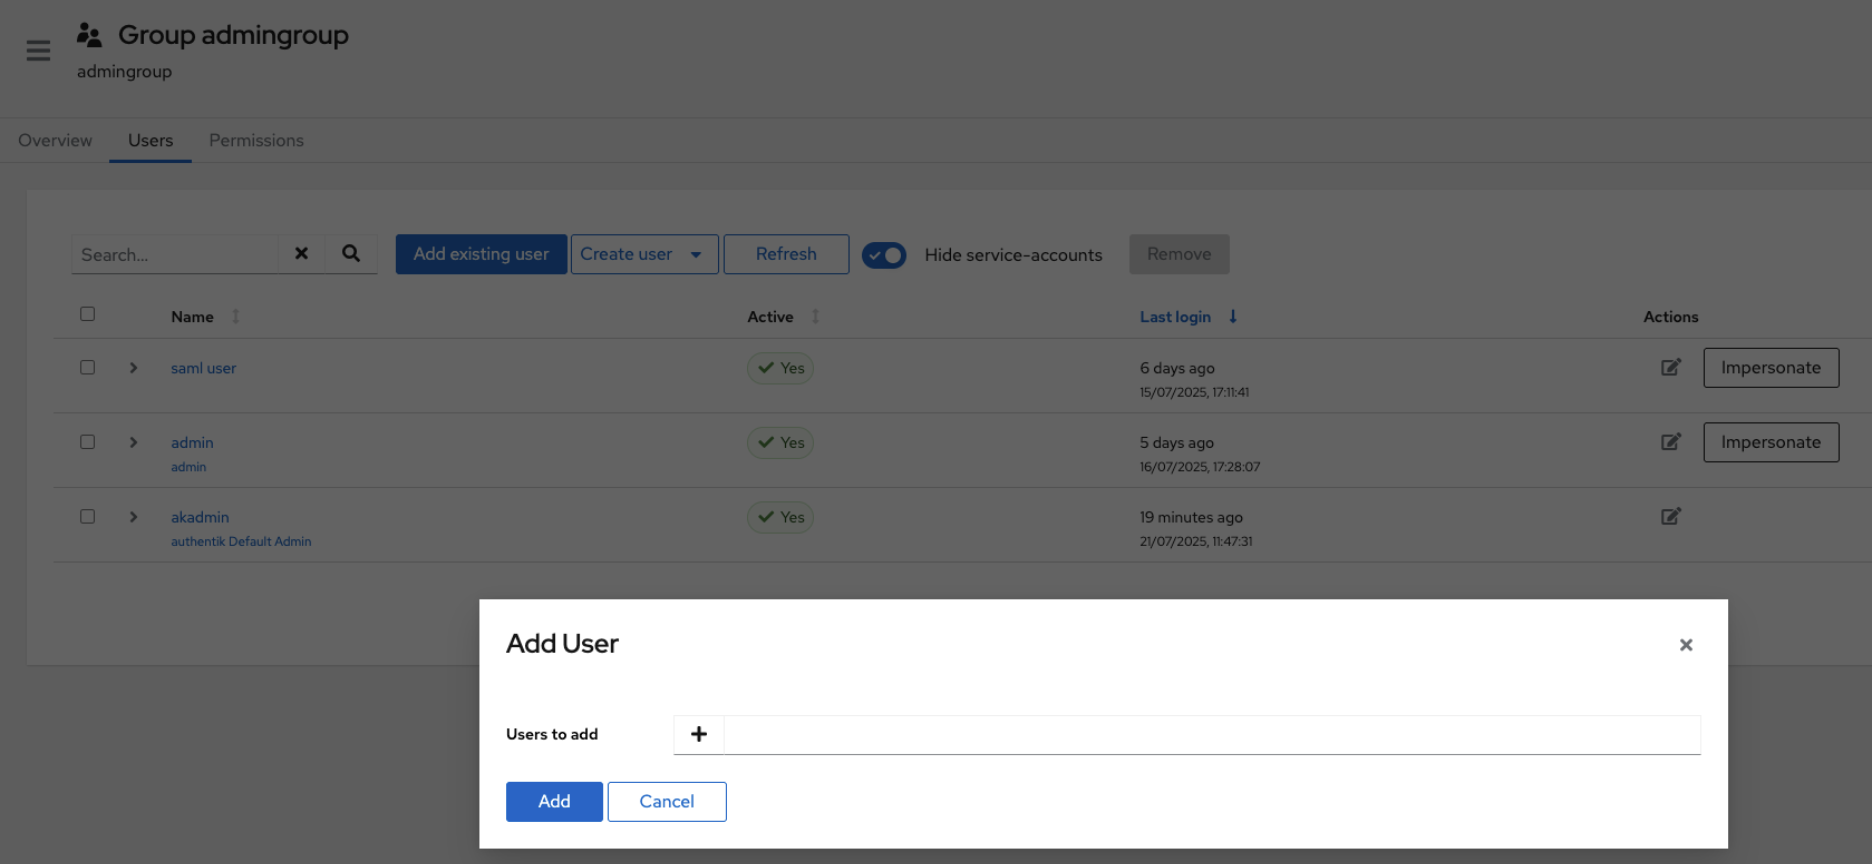 Group admingroup
admingroup
Overview Users Permissions
Search... Add existing user Create user Refresh Hide service-accounts Remove
Name Active Last login Actions
saml user Yes 6 days ago Impersonate
15/07/2025, 17:11:41
admin Yes 5 days ago Impersonate
admin 16/07/2025, 17:28:07
akadmin Yes 19 minutes ago
authentik Default Admin 21/07/2025, 11:47:31
Add User
Users to add
Add Cancel